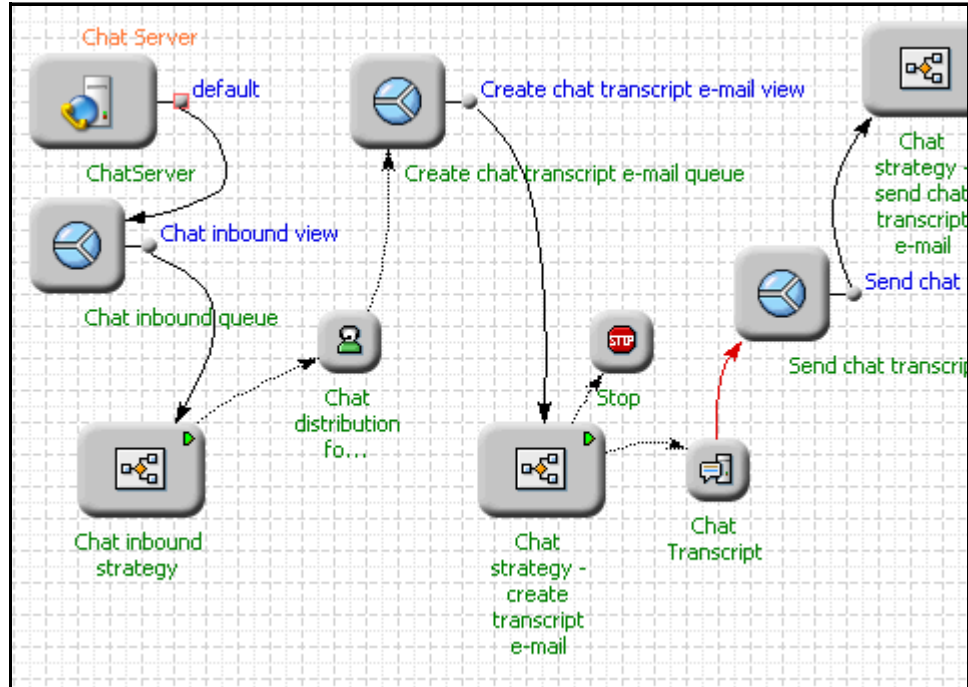 Chat Server
default
ChatServer
Chat inbound view
Chat inbound queue
Create chat transcript e-mail view
Create chat transcript e-mail queue
Chat
distribution
fo...
Chat inbound
strategy
STOP
Stop
Chat
strategy -
create
transcript
e-mail
Chat
Transcript
Chat
strategy -
send chat
transcript
e-mail
Send chat
Send chat transcrip